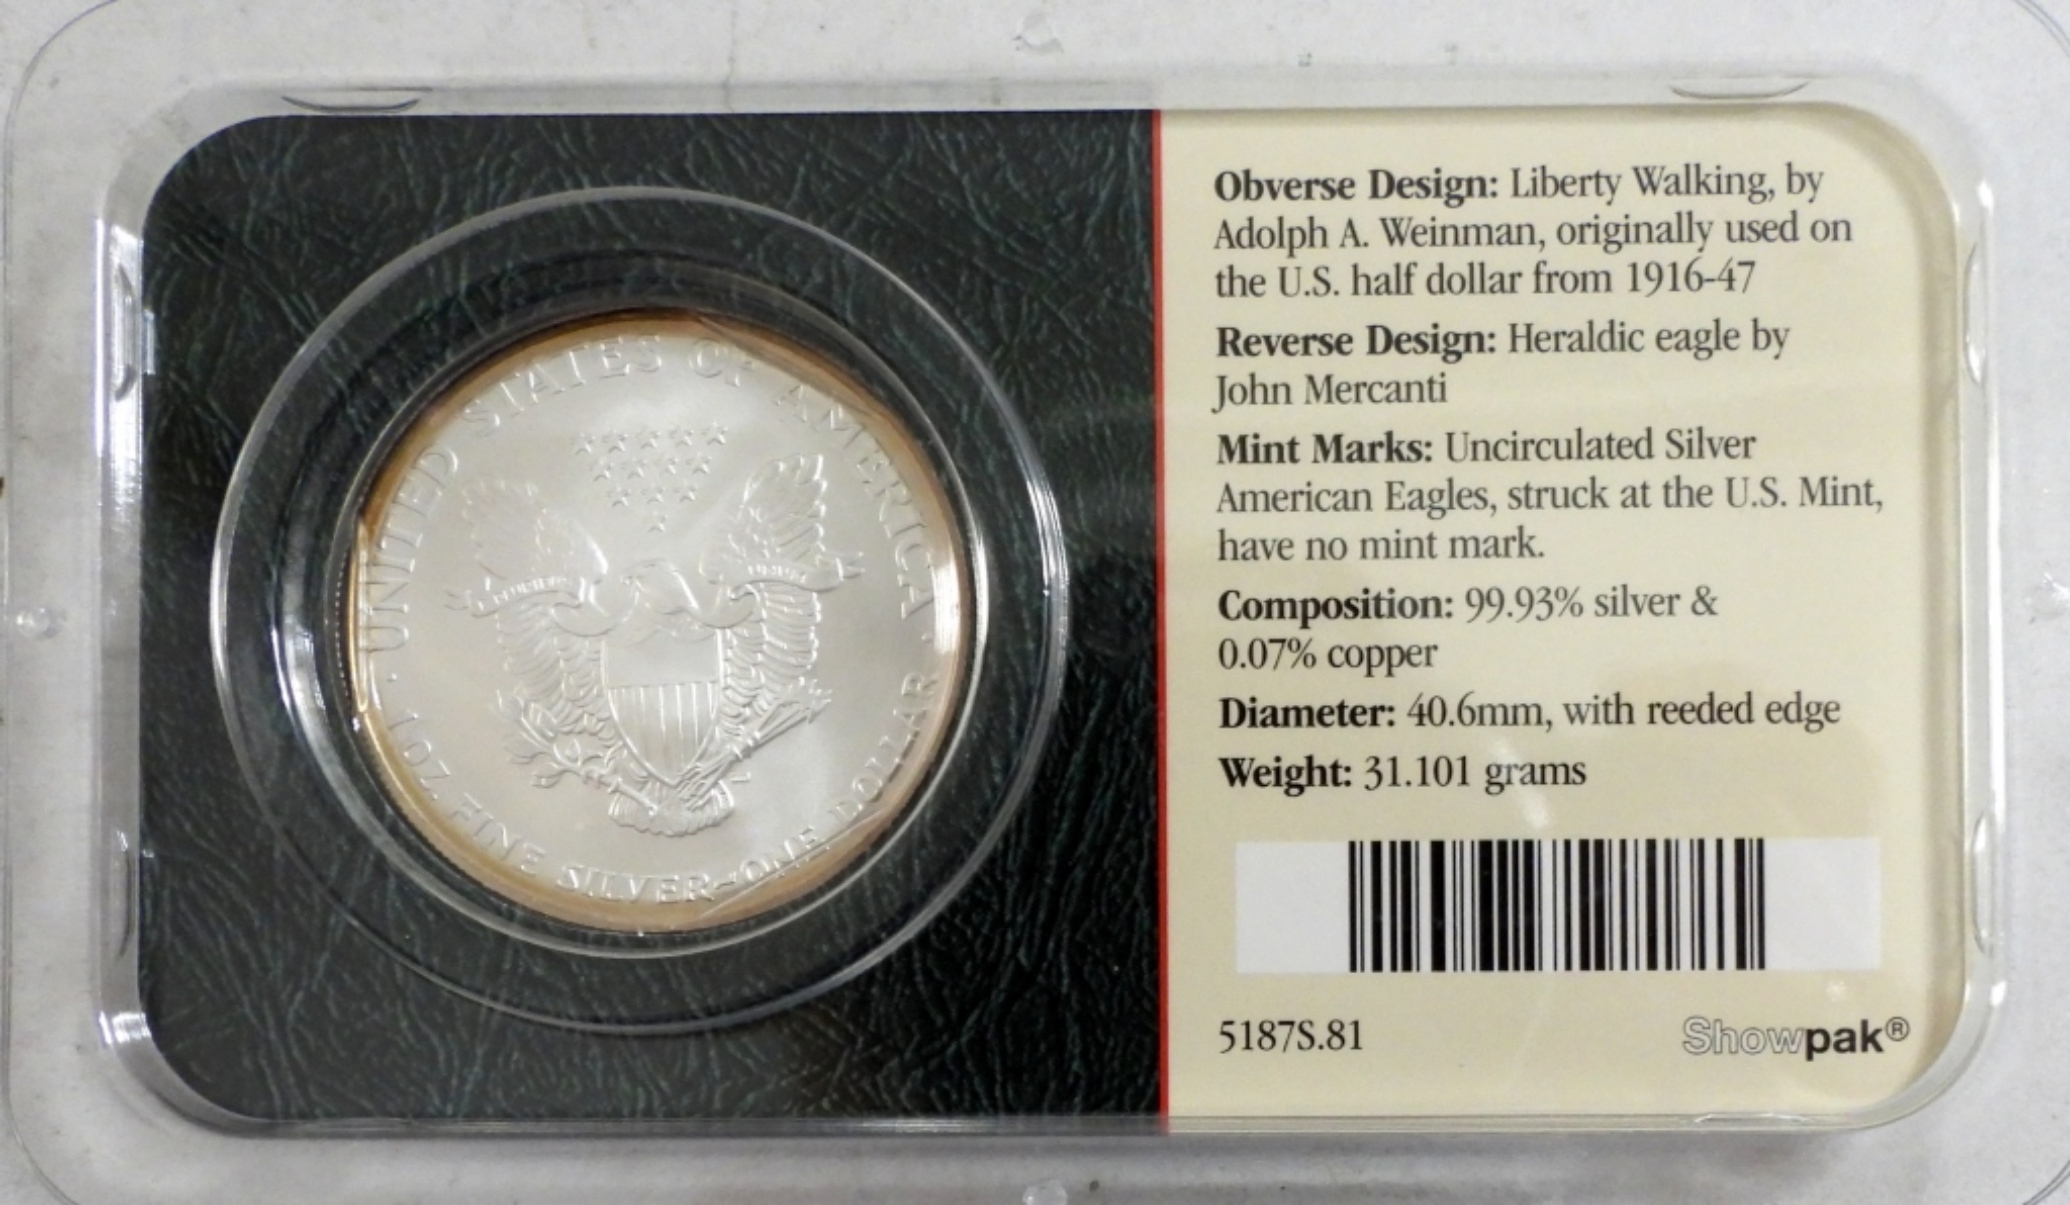 UNITED STATES OF AMERICA
E PLURIBUS UNUM
1 OZ. FINE SILVER~ONE DOLLAR
Obverse Design: Liberty Walking, by
Adolph A. Weinman, originally used on
the U.S. half dollar from 1916-47
Reverse Design: Heraldic eagle by
John Mercanti
Mint Marks: Uncirculated Silver
American Eagles, struck at the U.S. Mint,
have no mint mark.
Composition: 99.93% silver &
0.07% copper
Diameter: 40.6mm, with reeded edge
Weight: 31.101 grams
5187S.81
Showpak®